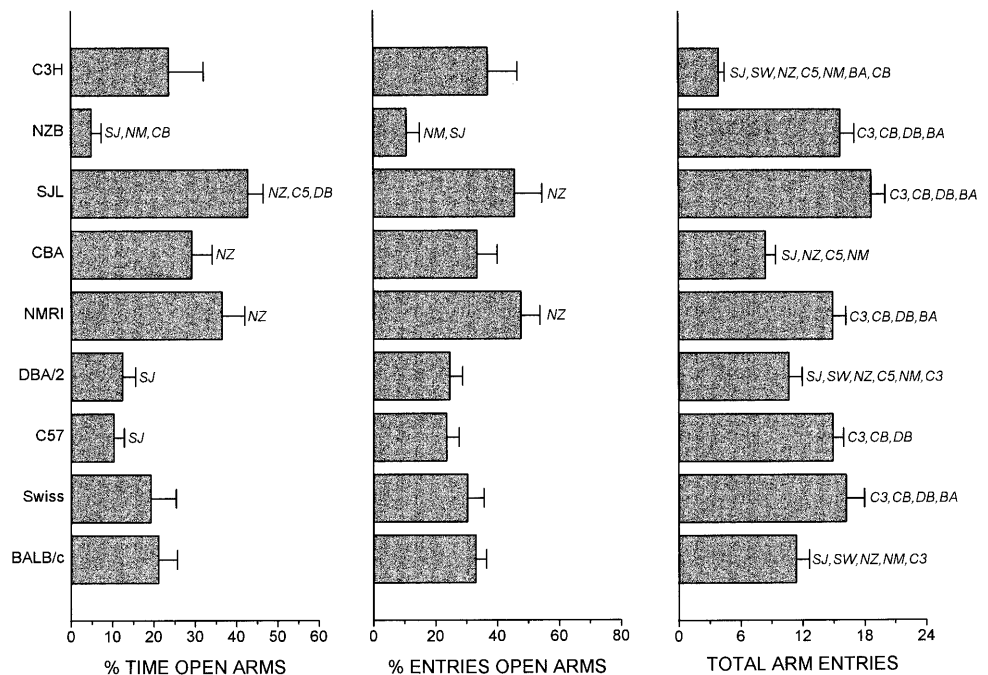 C3H
SJ,SW,NZ,C5,NM,BA,CB
NZB
SJ,NM,CB
NM,SJ
C3,CB,DB,BA
SJL
NZ,C5,DB
NZ
C3,CB,DB,BA
CBA
NZ
SJ,NZ,C5,NM
NMRI
NZ
NZ
C3,CB,DB,BA
DBA/2
SJ
SJ,SW,NZ,C5,NM,C3
C57
SJ
C3,CB,DB
Swiss
C3,CB,DB,BA
BALB/c
SJ,SW,NZ,NM,C3
0 20 40 60
0 20 40 60 80
0 6 12 18 24
% TIME OPEN ARMS
% ENTRIES OPEN ARMS
TOTAL ARM ENTRIES